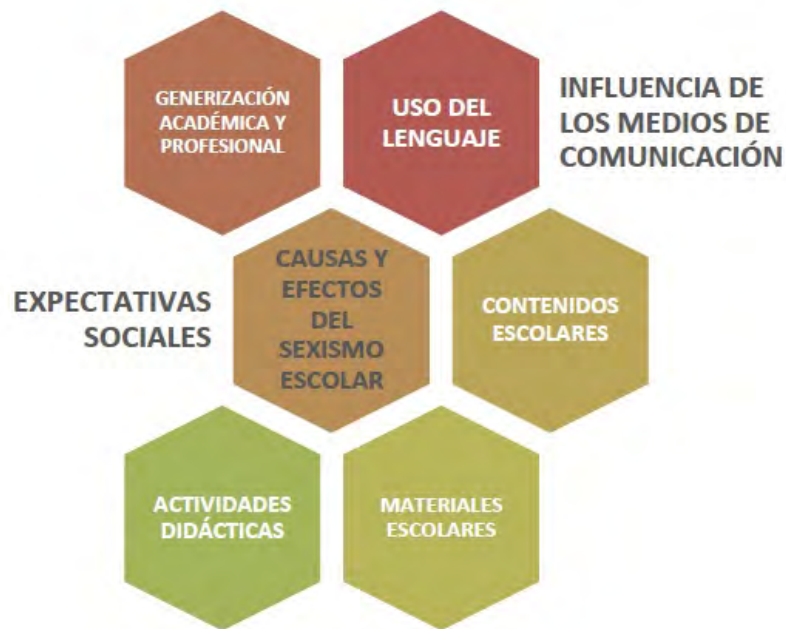 GENERIZACIÓN
ACADÉMICA Y
PROFESIONAL
USO DEL
LENGUAJE
INFLUENCIA DE
LOS MEDIOS DE
COMUNICACIÓN
EXPECTATIVAS
SOCIALES
CAUSAS Y
EFECTOS
DEL
SEXISMO
ESCOLAR
CONTENIDOS
ESCOLARES
ACTIVIDADES
DIDÁCTICAS
MATERIALES
ESCOLARES